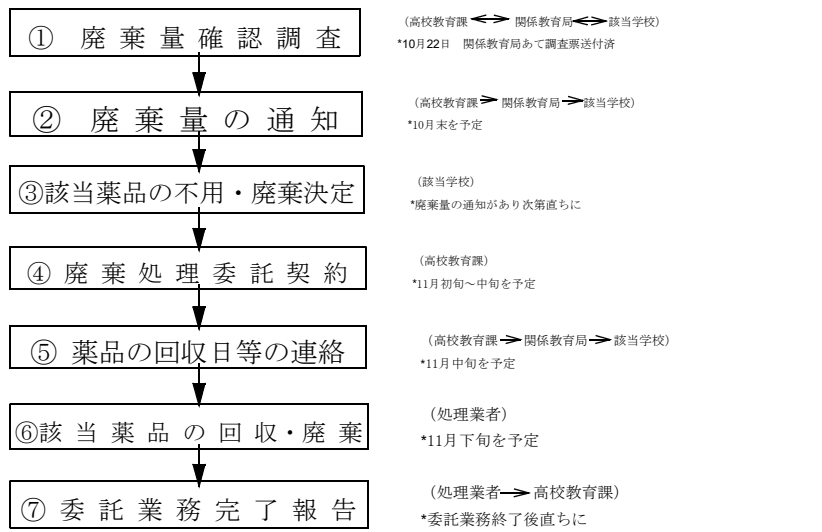 ① 廃棄量確認調査
（高校教育課⟷関係教育局⟷該当学校）
*10月22日　関係教育局あて調査票送付済
② 廃棄量の通知
（高校教育課→関係教育局→該当学校）
*10月末を予定
③該当薬品の不用・廃棄決定
（該当学校）
*廃棄量の通知があり次第直ちに
④ 廃棄処理委託契約
（高校教育課）
*11月初旬～中旬を予定
⑤ 薬品の回収日等の連絡
（高校教育課→関係教育局→該当学校）
*11月中旬を予定
⑥該当薬品の回収・廃棄
（処理業者）
*11月下旬を予定
⑦ 委託業務完了報告
（処理業者→高校教育課）
*委託業務終了後直ちに